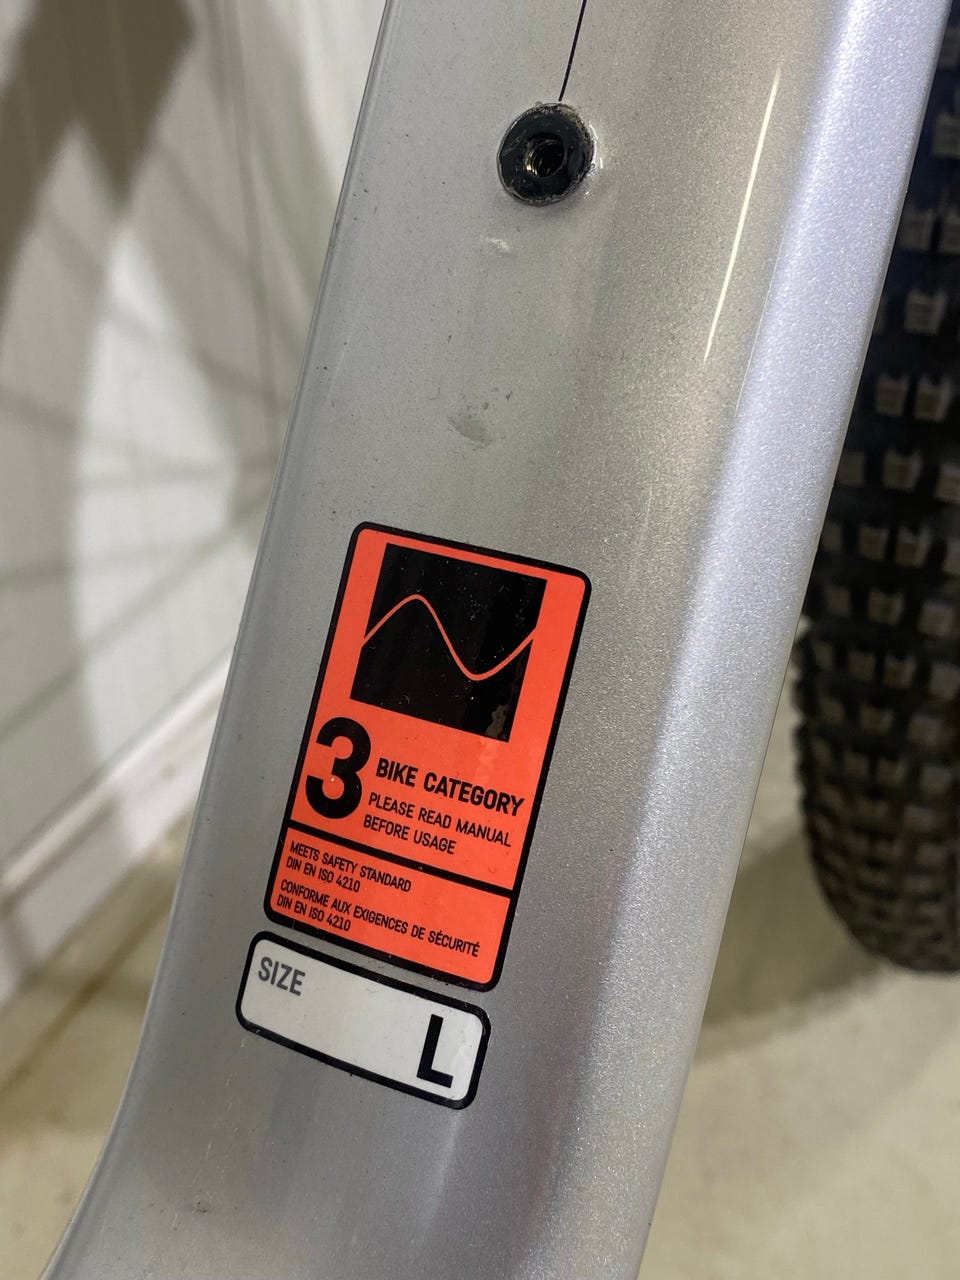 3 BIKE CATEGORY
PLEASE READ MANUAL
BEFORE USAGE
MEETS SAFETY STANDARD
DIN EN ISO 4210
CONFORME AUX EXIGENCES DE SÉCURITÉ
DIN EN ISO 4210
SIZE
L